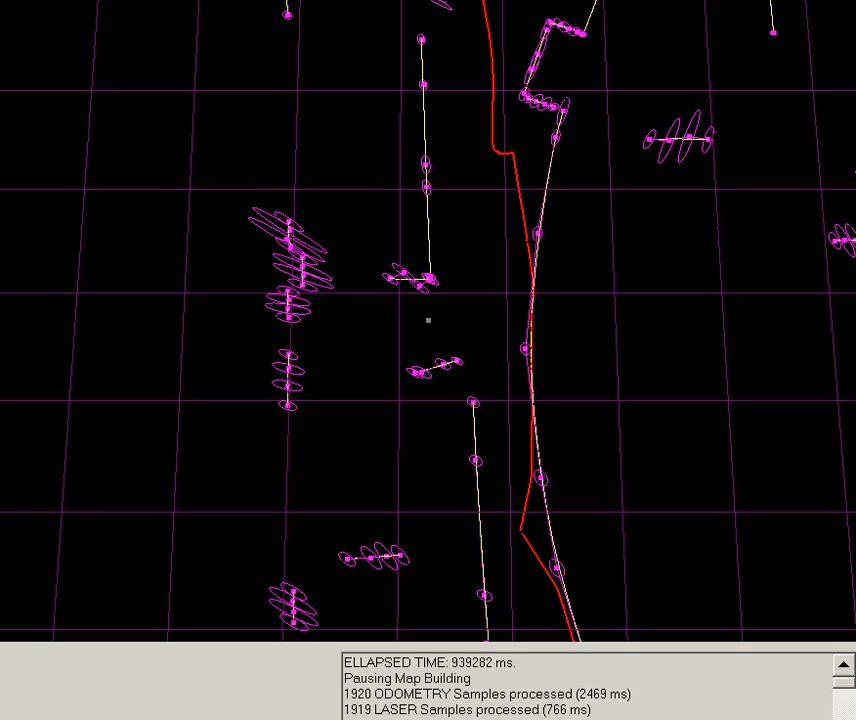 ELLAPSED TIME: 939282 ms.
Pausing Map Building
1920 ODOMETRY Samples processed (2469 ms)
1919 LASER Samples processed (766 ms)